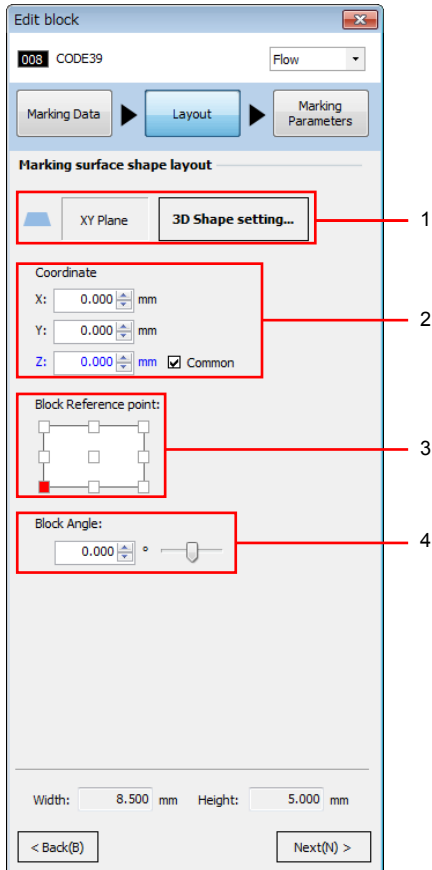 Edit block
008 CODE39 Flow
Marking Data Layout Marking Parameters
Marking surface shape layout
XY Plane 3D Shape setting... 1
Coordinate
X: 0.000 mm
Y: 0.000 mm 2
Z: 0.000 mm Common
Block Reference point:
3
Block Angle:
0.000 ° 4
Width: 8.500 mm Height: 5.000 mm
< Back(B) Next(N) >